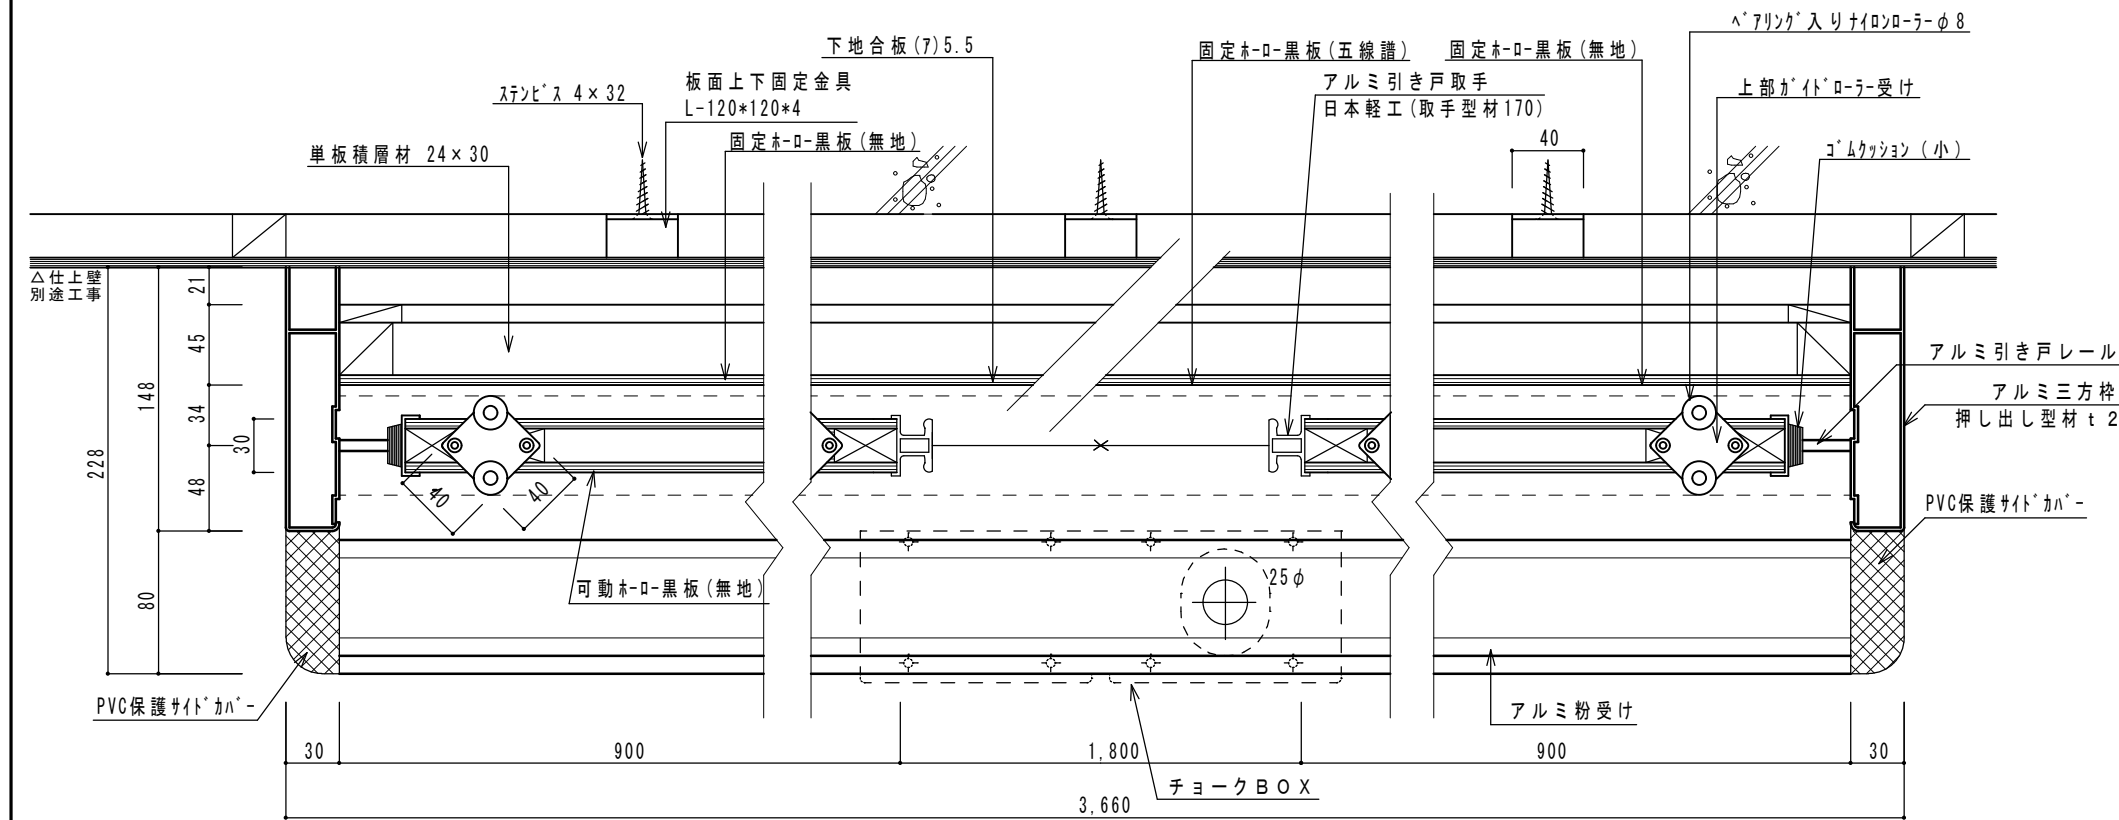 ﾍﾞｱﾘﾝｸﾞ入りﾅｲﾛﾝﾛｰﾗｰφ8
下地合板(ｱ)5.5
固定ﾎｰﾛｰ黒板(五線譜)
固定ﾎｰﾛｰ黒板(無地)
ｽﾃﾝﾋﾞｽ 4×32
板面上下固定金具
L-120*120*4
アルミ引き戸取手
日本軽工(取手型材170)
上部ｶﾞｲﾄﾞﾛｰﾗｰ受け
単板積層材 24×30
固定ﾎｰﾛｰ黒板(無地)
40
ｺﾞﾑｸｯｼｮﾝ(小)
△仕上壁
別途工事
21
45
148
34
30
228
48
80
40
40
アルミ引き戸レール
アルミ三方枠
押し出し型材 t 2
PVC保護ｻｲﾄﾞｶﾊﾞｰ
可動ﾎｰﾛｰ黒板(無地)
25φ
PVC保護ｻｲﾄﾞｶﾊﾞｰ
アルミ粉受け
30
900
1,800
900
30
チョークＢＯＸ
3,660